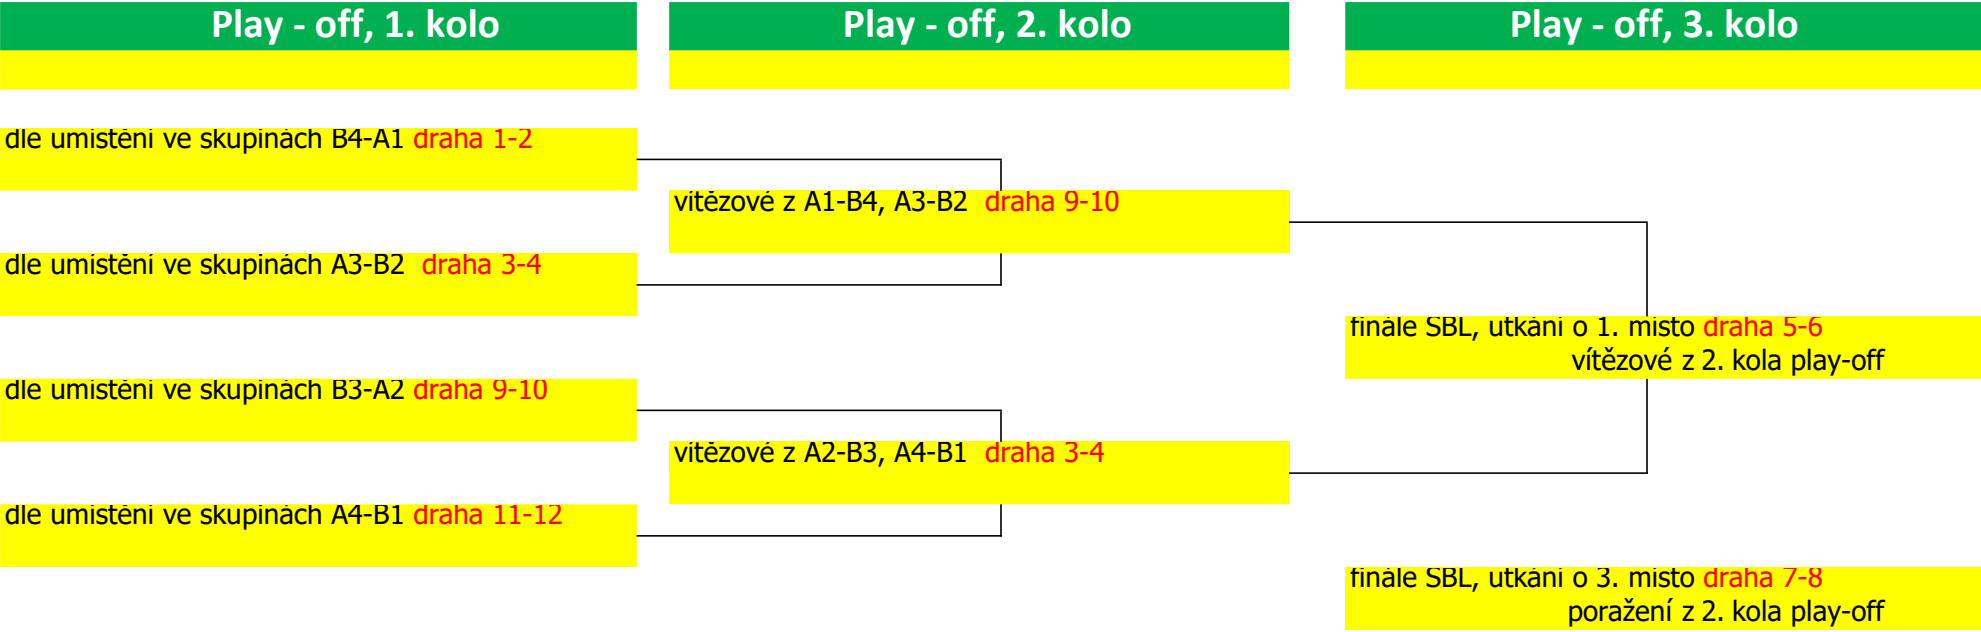 Play - off, 1. kolo
Play - off, 2. kolo
Play - off, 3. kolo
dle umístění ve skupinách B4-A1 draha 1-2
vítězové z A1-B4, A3-B2 draha 9-10
dle umístění ve skupinách A3-B2 draha 3-4
finále SBL, utkání o 1. místo draha 5-6
vítězové z 2. kola play-off
dle umístění ve skupinách B3-A2 draha 9-10
vítězové z A2-B3, A4-B1 draha 3-4
dle umístění ve skupinách A4-B1 draha 11-12
finále SBL, utkání o 3. místo draha 7-8
poražení z 2. kola play-off